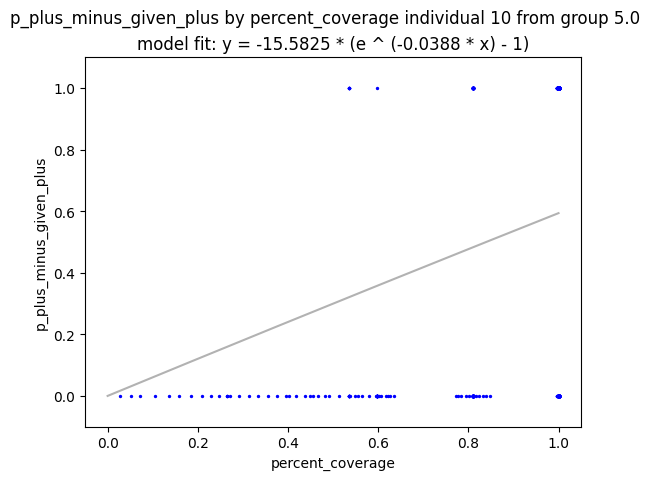 p_plus_minus_given_plus by percent_coverage individual 10 from group 5.0
model fit: y = -15.5825 * (e ^ (-0.0388 * x) - 1)
p_plus_minus_given_plus
1.0
0.8
0.6
0.4
0.2
0.0
0.0 0.2 0.4 0.6 0.8 1.0
percent_coverage